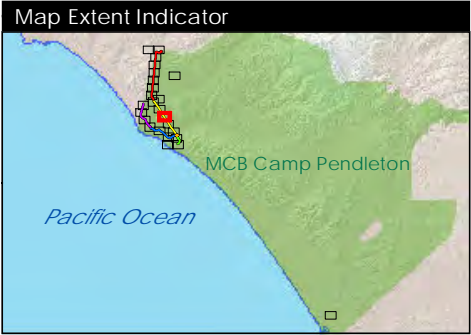 Map Extent Indicator
MCB Camp Pendleton
Pacific Ocean